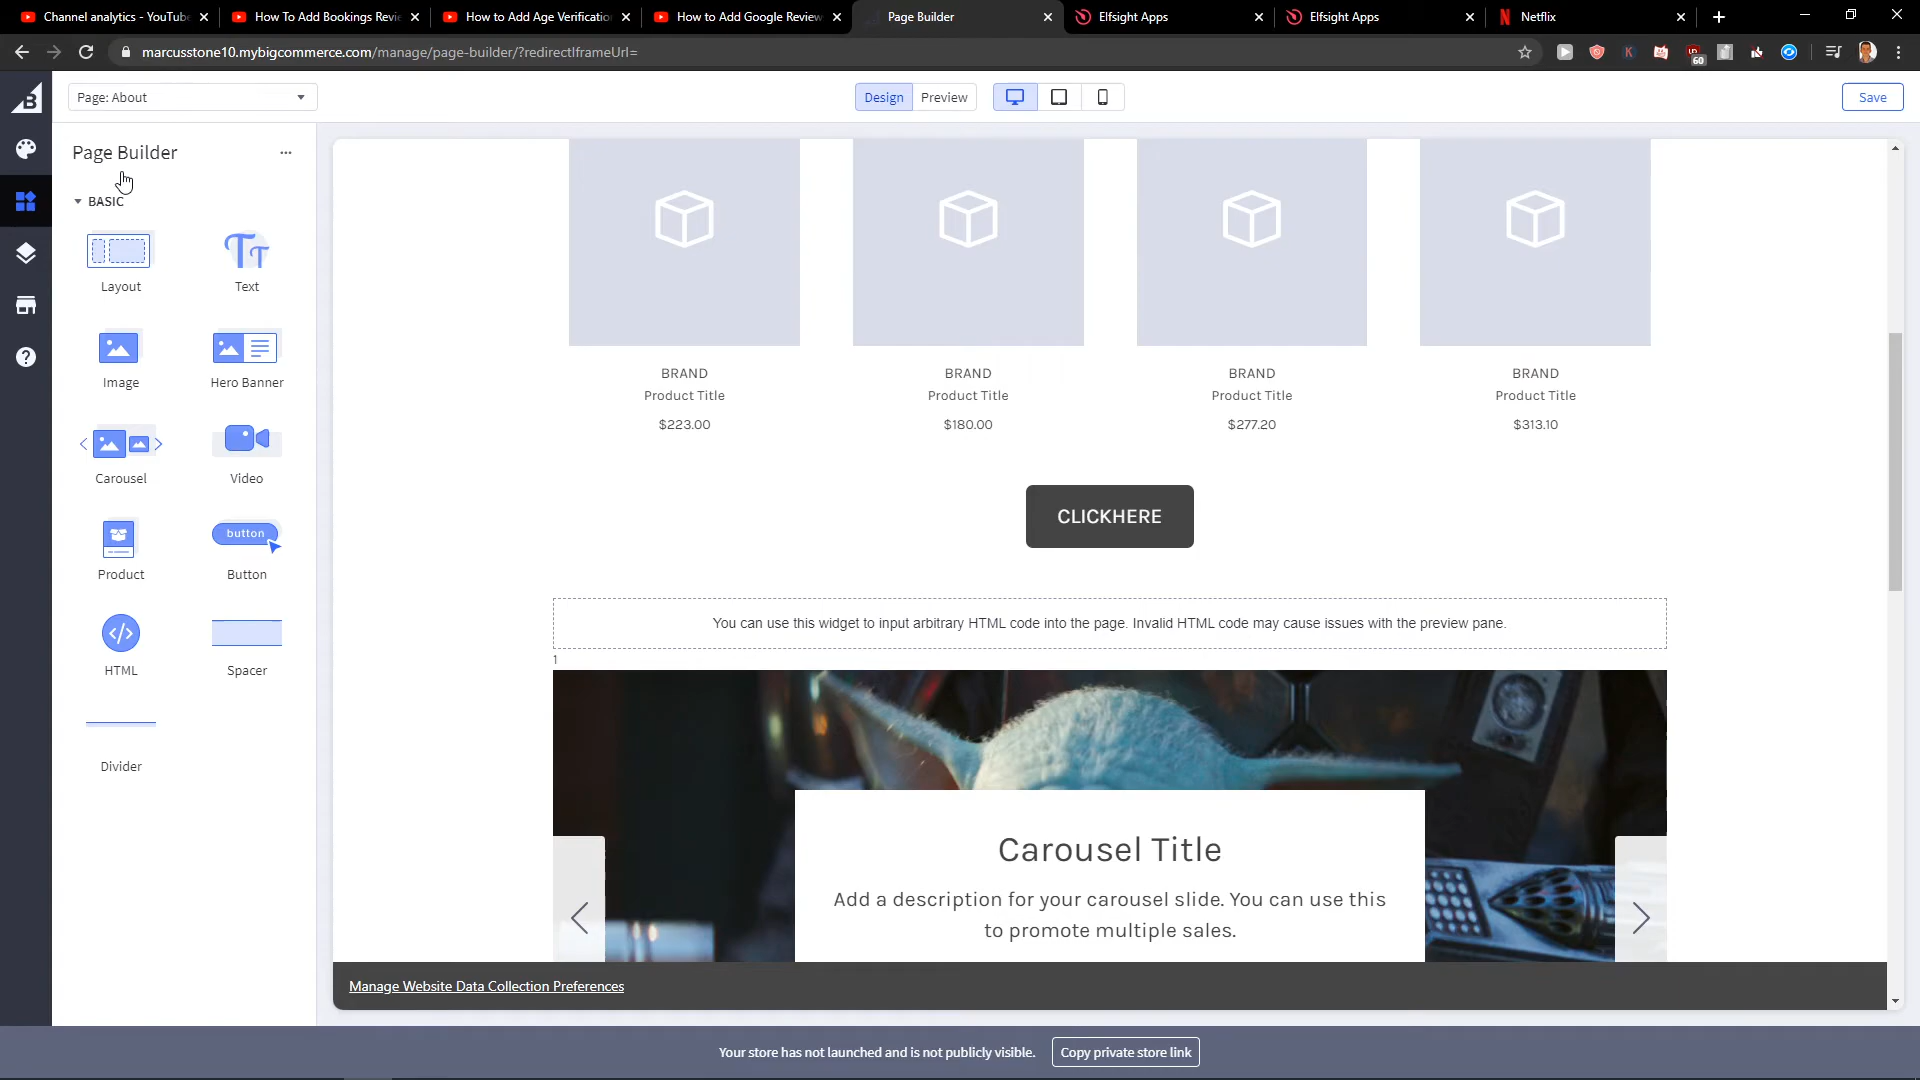 Channel analytics - YouTube
How To Add Bookings Revie
How to Add Age Verificatio
How to Add Google Review
Page Builder
Elfsight Apps
Elfsight Apps
Netflix
marcusstone10.mybigcommerce.com/manage/page-builder/?redirectIframeUrl=
60
Page: About
Design
Preview
Save
Page Builder
BASIC
Layout
Text
Image
Hero Banner
Carousel
Video
Product
button
Button
HTML
Spacer
Divider
BRAND
Product Title
$223.00
BRAND
Product Title
$180.00
BRAND
Product Title
$277.20
BRAND
Product Title
$313.10
CLICKHERE
You can use this widget to input arbitrary HTML code into the page. Invalid HTML code may cause issues with the preview pane.
1
Carousel Title
Add a description for your carousel slide. You can use this
to promote multiple sales.
Manage Website Data Collection Preferences
Your store has not launched and is not publicly visible.
Copy private store link